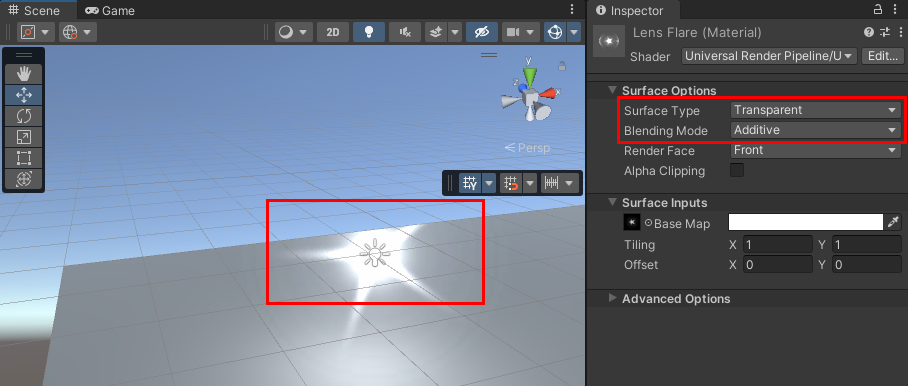 Scene Game
2D
y
x
z
Persp
Y
Inspector
Lens Flare (Material)
Shader Universal Render Pipeline/U Edit...
Surface Options
Surface Type Transparent
Blending Mode Additive
Render Face Front
Alpha Clipping
Surface Inputs
Base Map
Tiling X 1 Y 1
Offset X 0 Y 0
Advanced Options